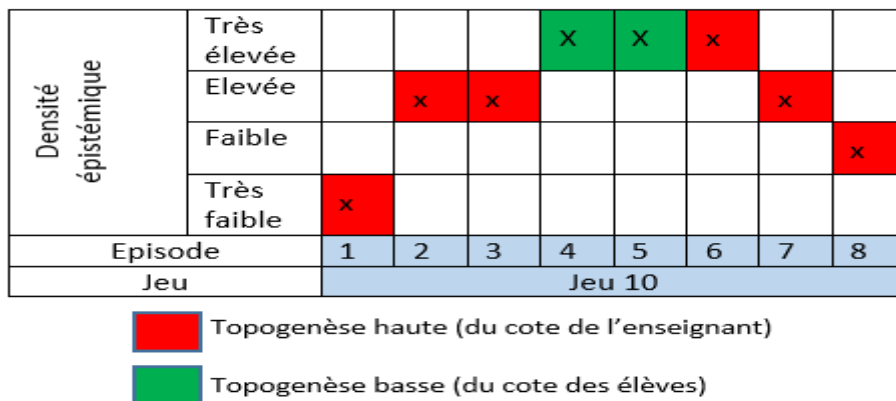 Densité
épistémique
Très
élevée
X X x
Elevée
x x x
Faible
x
Très
faible
x
Episode 1 2 3 4 5 6 7 8
Jeu Jeu 10
Topogenèse haute (du cote de l’enseignant)
Topogenèse basse (du cote des élèves)